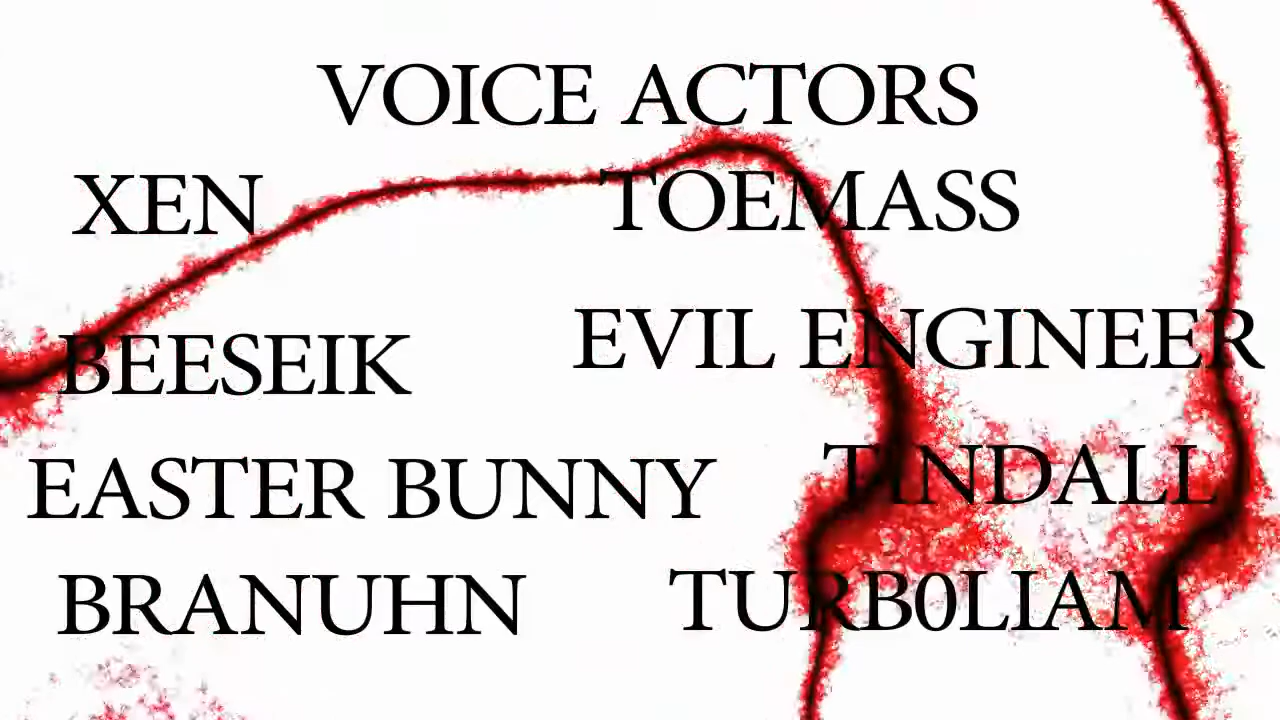 VOICE ACTORS
XEN
TOEMASS
BEESEIK
EVIL ENGINEER
EASTER BUNNY
TINDALL
BRANUHN
TURB0LIAM